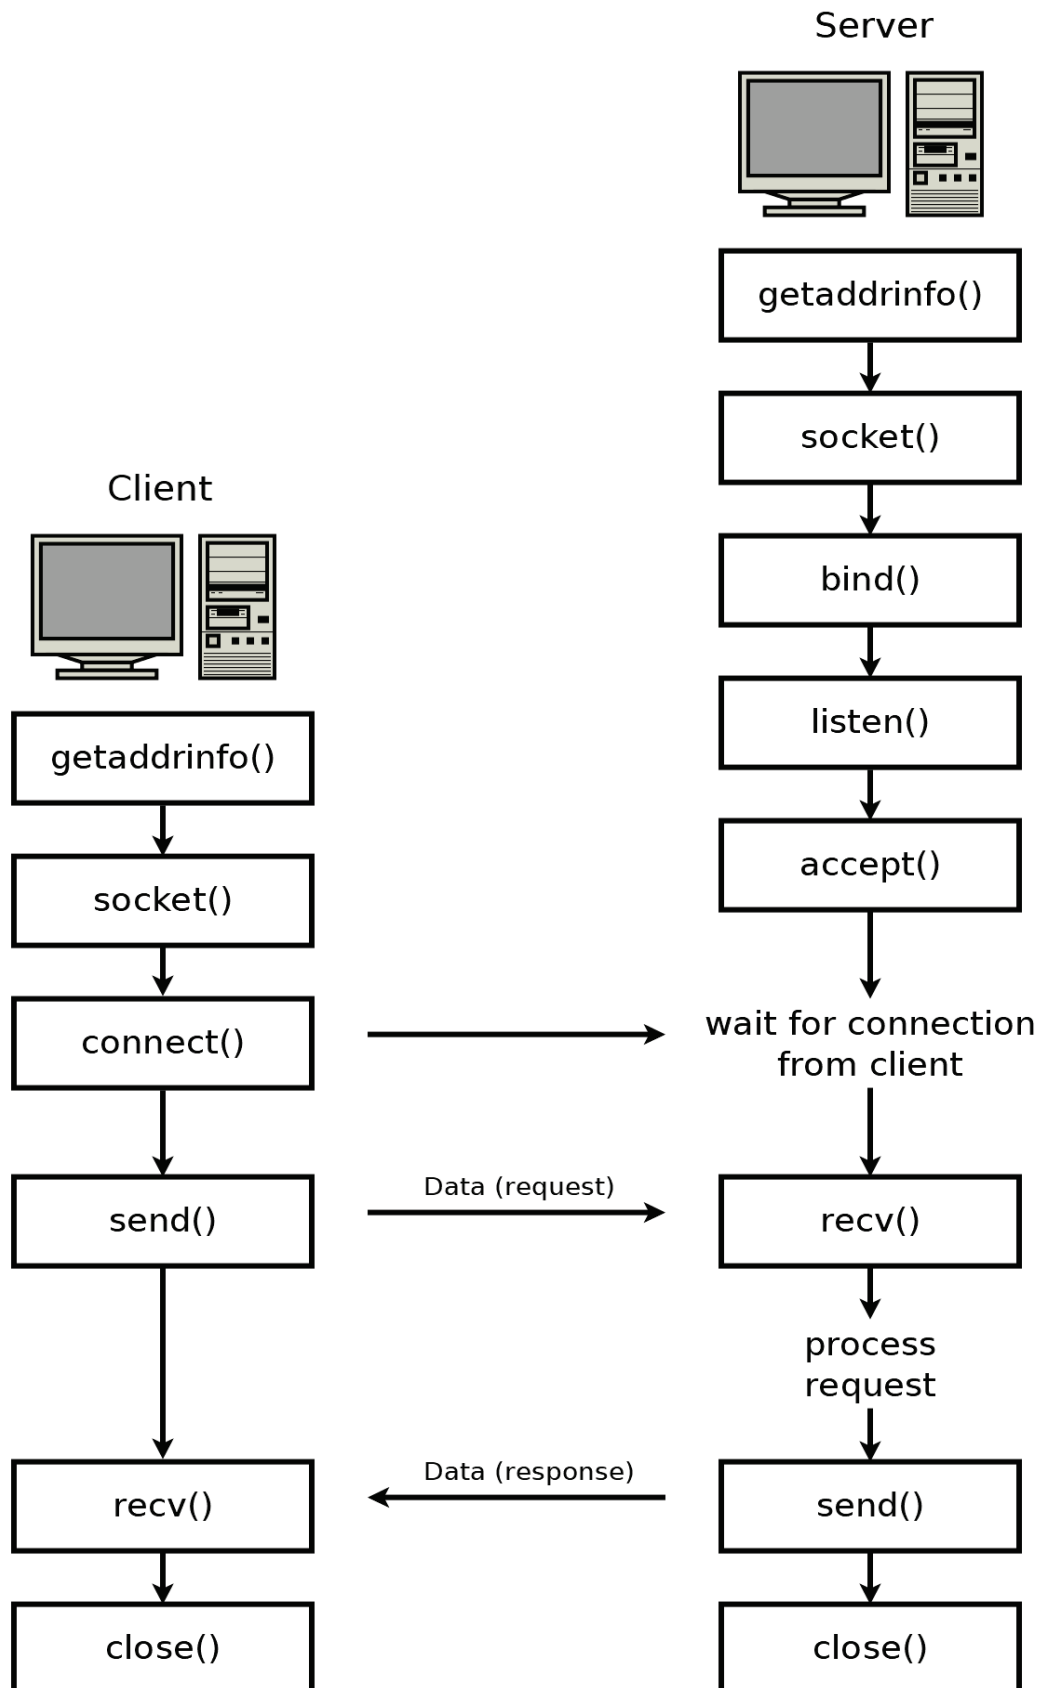 Server
getaddrinfo()
socket()
bind()
listen()
accept()
wait for connection
from client
recv()
process
request
send()
close()
Client
getaddrinfo()
socket()
connect()
send()
recv()
close()
Data (request)
Data (response)